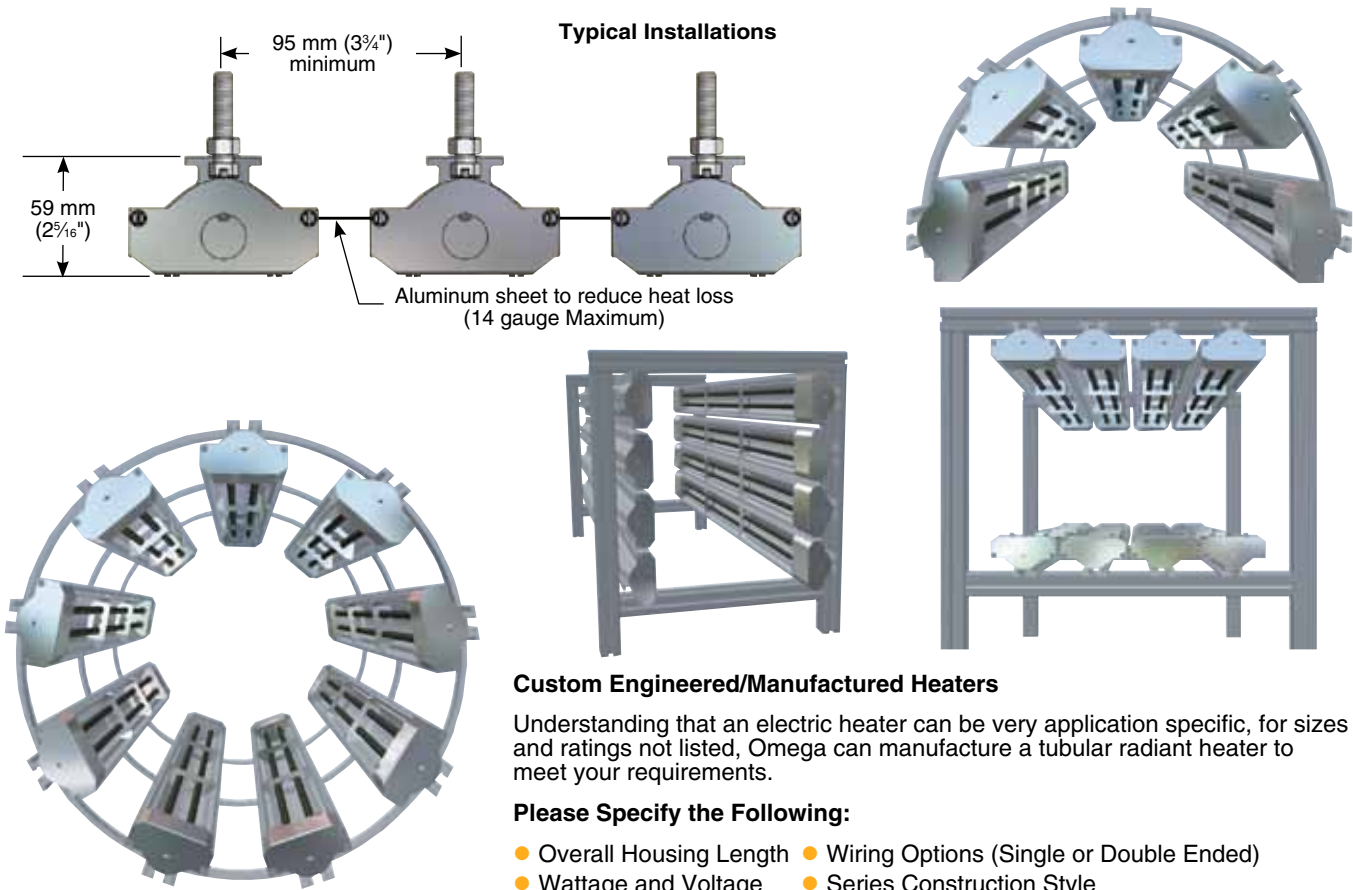 Typical Installations
95 mm (3¾")
minimum
59 mm
(2⁵⁄₁₆")
Aluminum sheet to reduce heat loss
(14 gauge Maximum)
Custom Engineered/Manufactured Heaters
Understanding that an electric heater can be very application specific, for sizes
and ratings not listed, Omega can manufacture a tubular radiant heater to
meet your requirements.
Please Specify the Following:
● Overall Housing Length ● Wiring Options (Single or Double Ended)
● Wattage and Voltage ● Series Construction Style